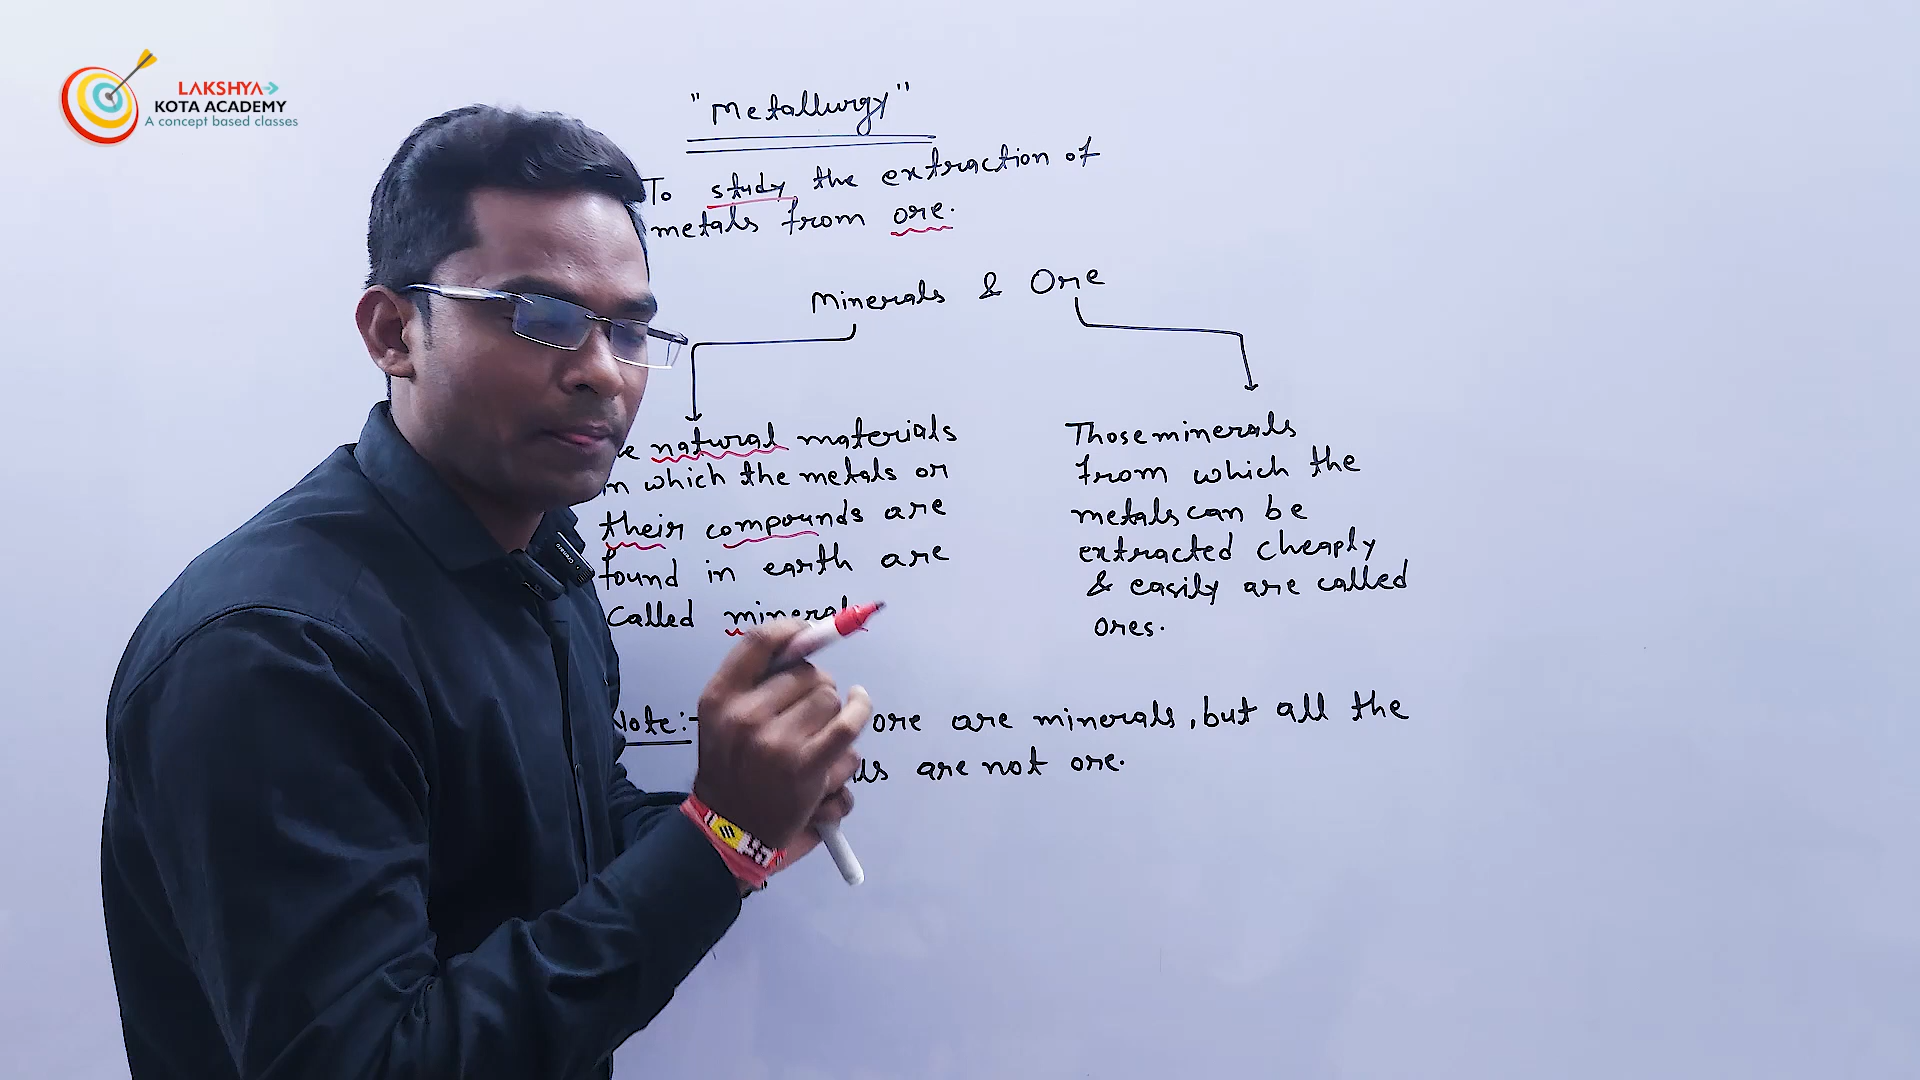 LAKSHYA
KOTA ACADEMY
A concept based classes
"Metallurgy"
To study the extraction of
metals from ore.
Minerals & Ore
natural materials
in which the metals or
their compounds are
found in earth are
called minerals
Those minerals
from which the
metals can be
extracted cheaply
& easily are called
ores.
Note:-
ore are minerals, but all the
are not ore.